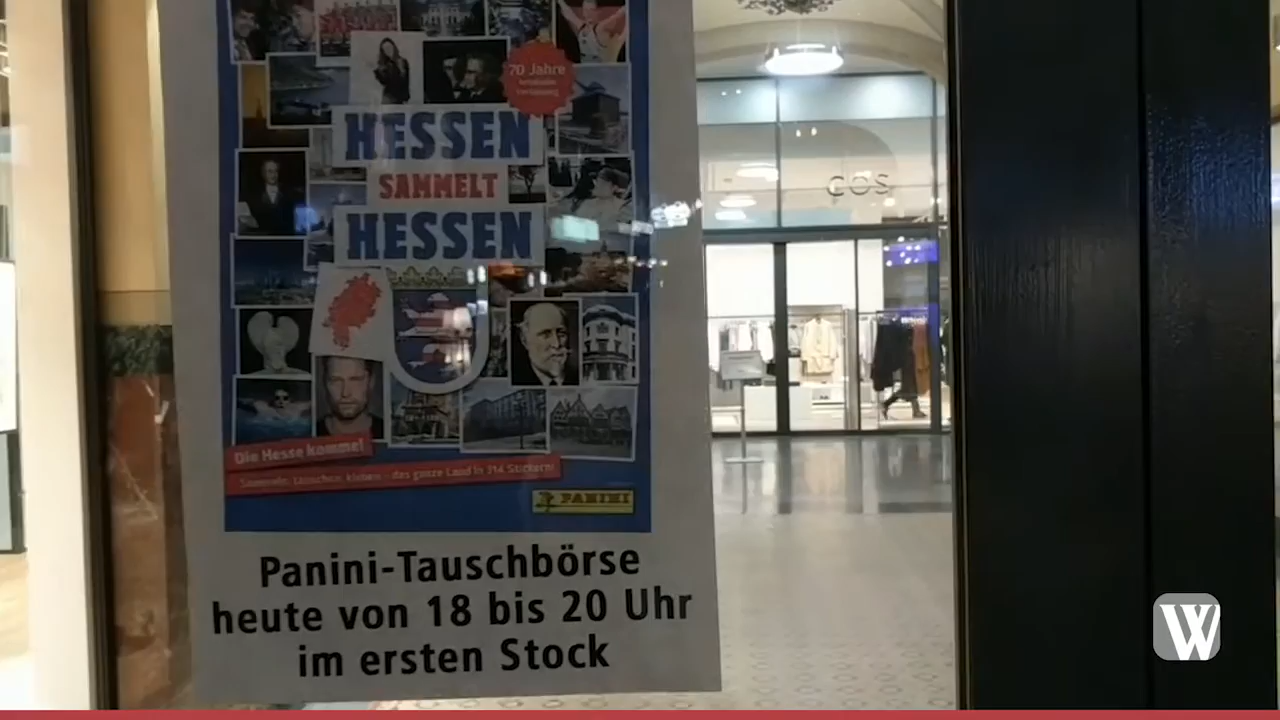 70 Jahre
HESSEN
SAMMELT
HESSEN
COS
Die Hesse komme!
Sammeln, tauschen, kleben - das ganze Land in 314 Stickern!
PANINI
Panini-Tauschbörse
heute von 18 bis 20 Uhr
im ersten Stock
W